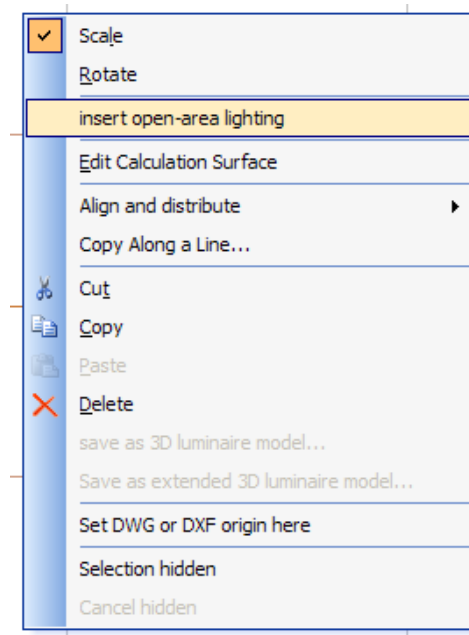 Scale
Rotate
insert open-area lighting
Edit Calculation Surface
Align and distribute
Copy Along a Line...
Cut
Copy
Paste
Delete
save as 3D luminaire model...
Save as extended 3D luminaire model...
Set DWG or DXF origin here
Selection hidden
Cancel hidden